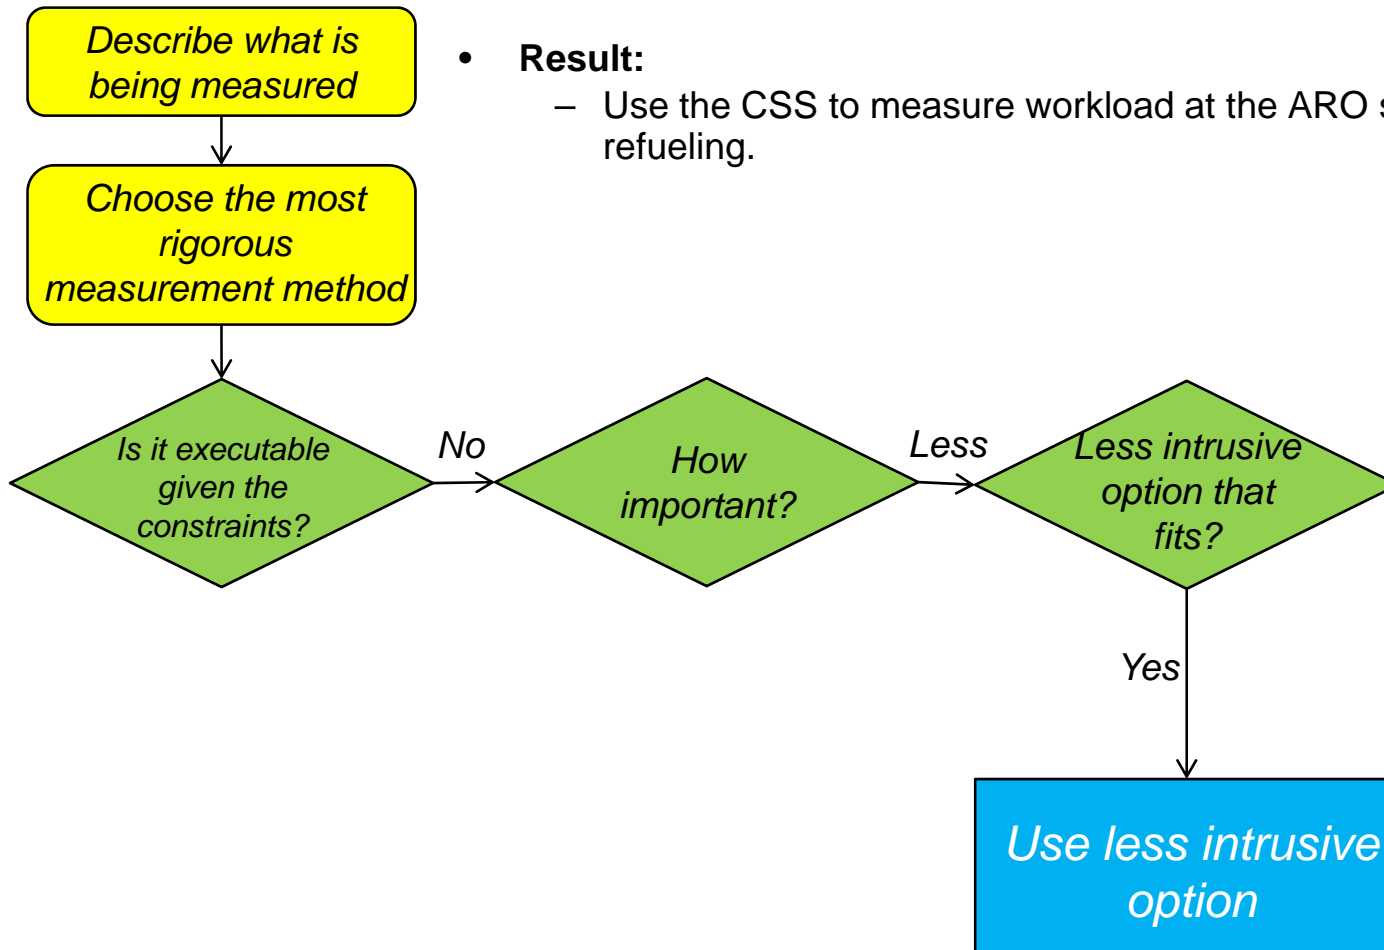 Describe what is
being measured
• Result:
– Use the CSS to measure workload at the ARO
refueling.
Choose the most
rigorous
measurement method
Is it executable
given the
constraints?
No
How
important?
Less
Less intrusive
option that
fits?
Yes
Use less intrusive
option